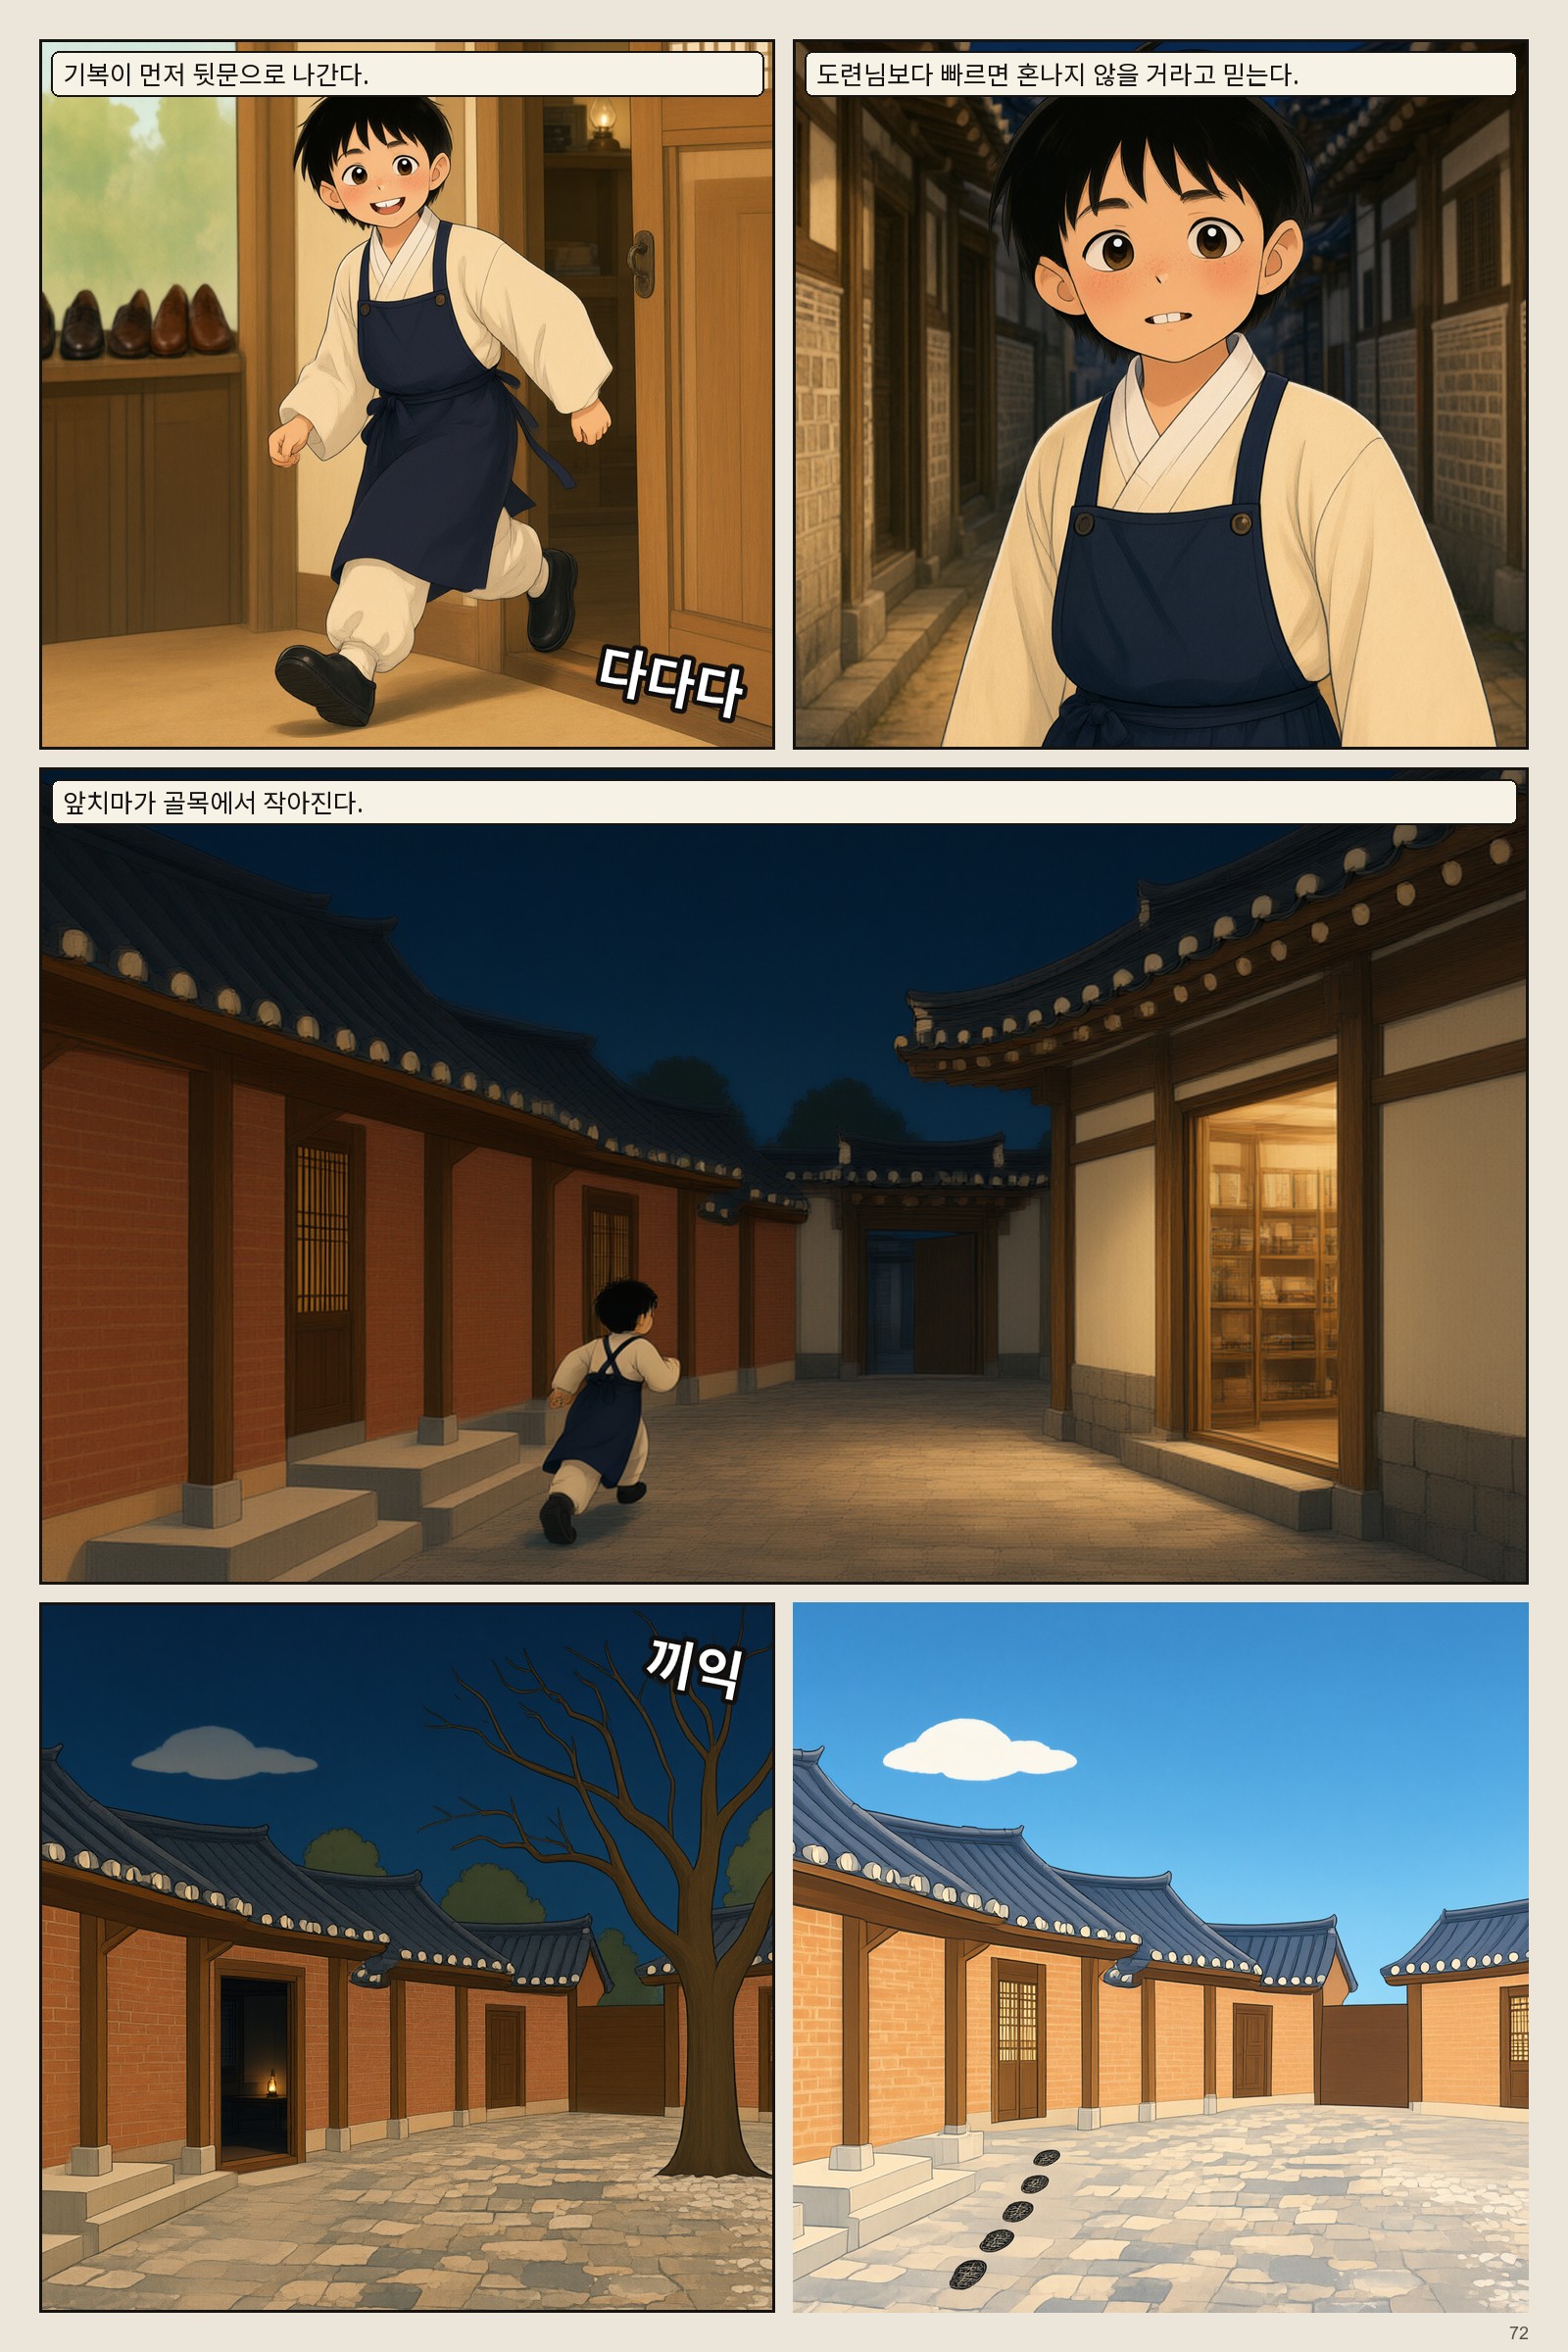 기복이 먼저 뒷문으로 나간다.
다다다
도련님보다 빠르면 혼나지 않을 거라고 믿는다.
앞치마가 골목에서 작아진다.
끼익
72